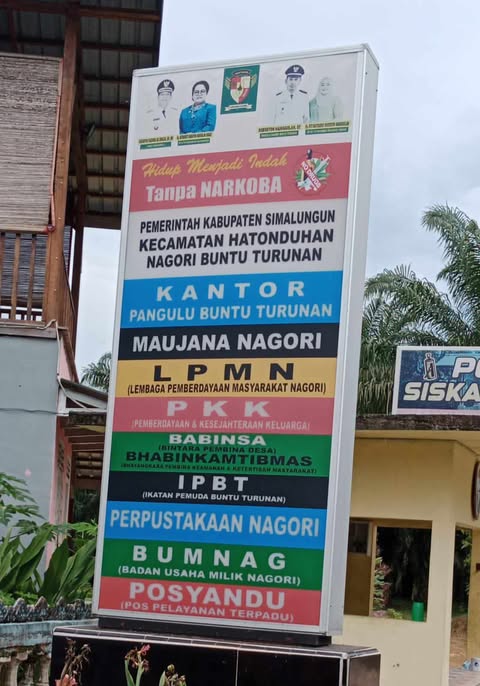 Hidup Menjadi Indah
Tanpa NARKOBA
PEMERINTAH KABUPATEN SIMALUNGUN
KECAMATAN HATONDUHAN
NAGORI BUNTU TURUNAN
KANTOR
PANGULU BUNTU TURUNAN
MAUJANA NAGORI
LPMN
(LEMBAGA PEMBERDAYAAN MASYARAKAT NAGORI)
PKK
(PEMBERDAYAAN & KESEJAHTERAAN KELUARGA)
BABINSA
(BINTARA PEMBINA DESA)
BHABINKAMTIBMAS
(BHAYANGKARA PEMBINA KEAMANAN & KETERTIBAN MASYARAKAT)
IPBT
(IKATAN PEMUDA BUNTU TURUNAN)
PERPUSTAKAAN NAGORI
BUMNAG
(BADAN USAHA MILIK NAGORI)
POSYANDU
(POS PELAYANAN TERPADU)